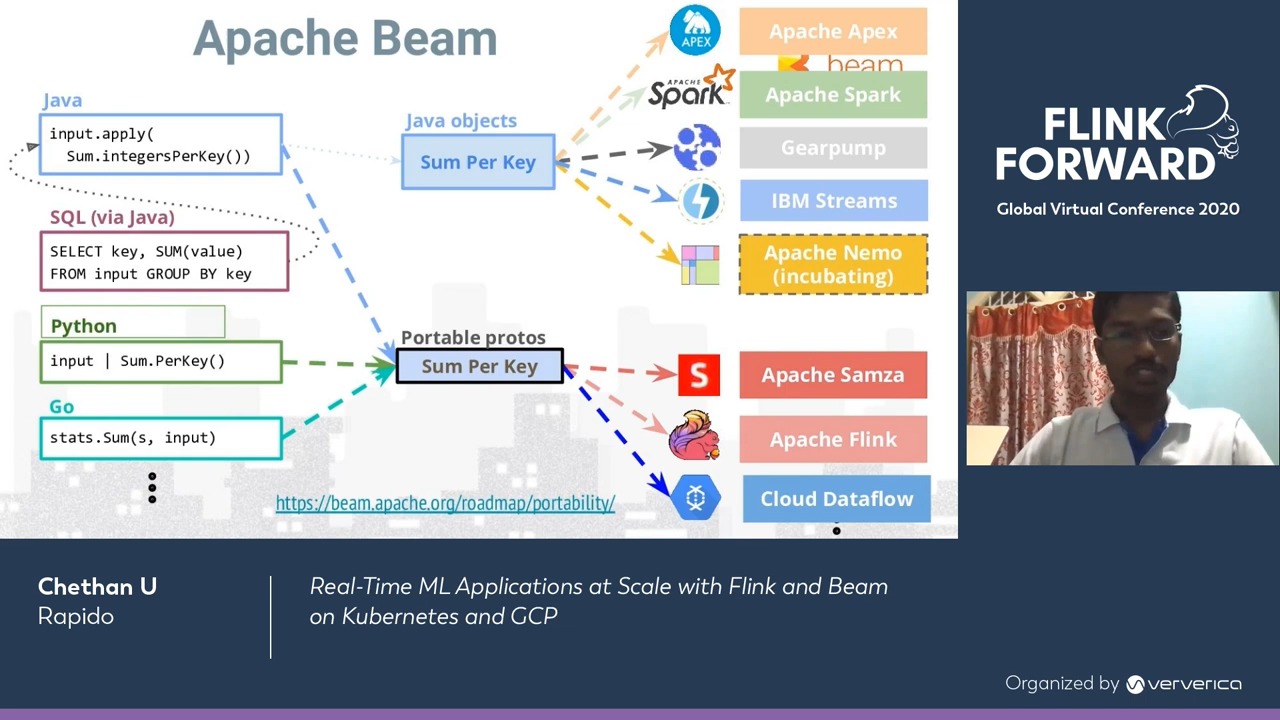 Apache Beam
Java
input.apply(
Sum.integersPerKey())
SQL (via Java)
SELECT key, SUM(value)
FROM input GROUP BY key
Python
input | Sum.PerKey()
Go
stats.Sum(s, input)
Java objects
Sum Per Key
Portable protos
Sum Per Key
https://beam.apache.org/roadmap/portability/
APEX
Apache Apex
beam
APACHE
Spark
Apache Spark
Gearpump
IBM Streams
Apache Nemo
(incubating)
S
Apache Samza
Apache Flink
Cloud Dataflow
FLINK
FORWARD
Global Virtual Conference 2020
Chethan U
Rapido
Real-Time ML Applications at Scale with Flink and Beam
on Kubernetes and GCP
Organized by ververica